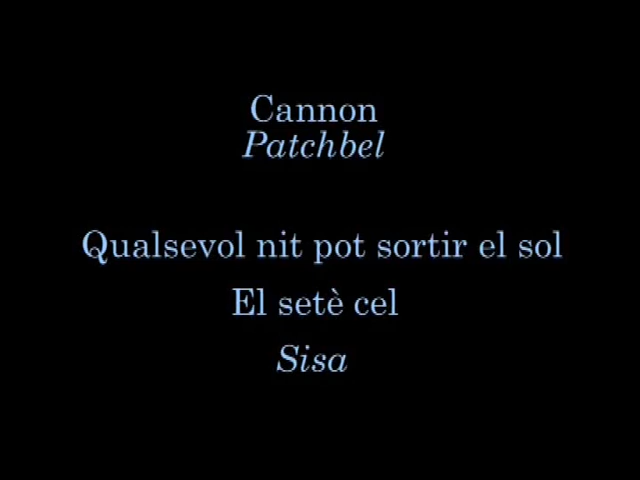 Cannon
Patchbel
Qualsevol nit pot sortir el sol
El setè cel
Sisa